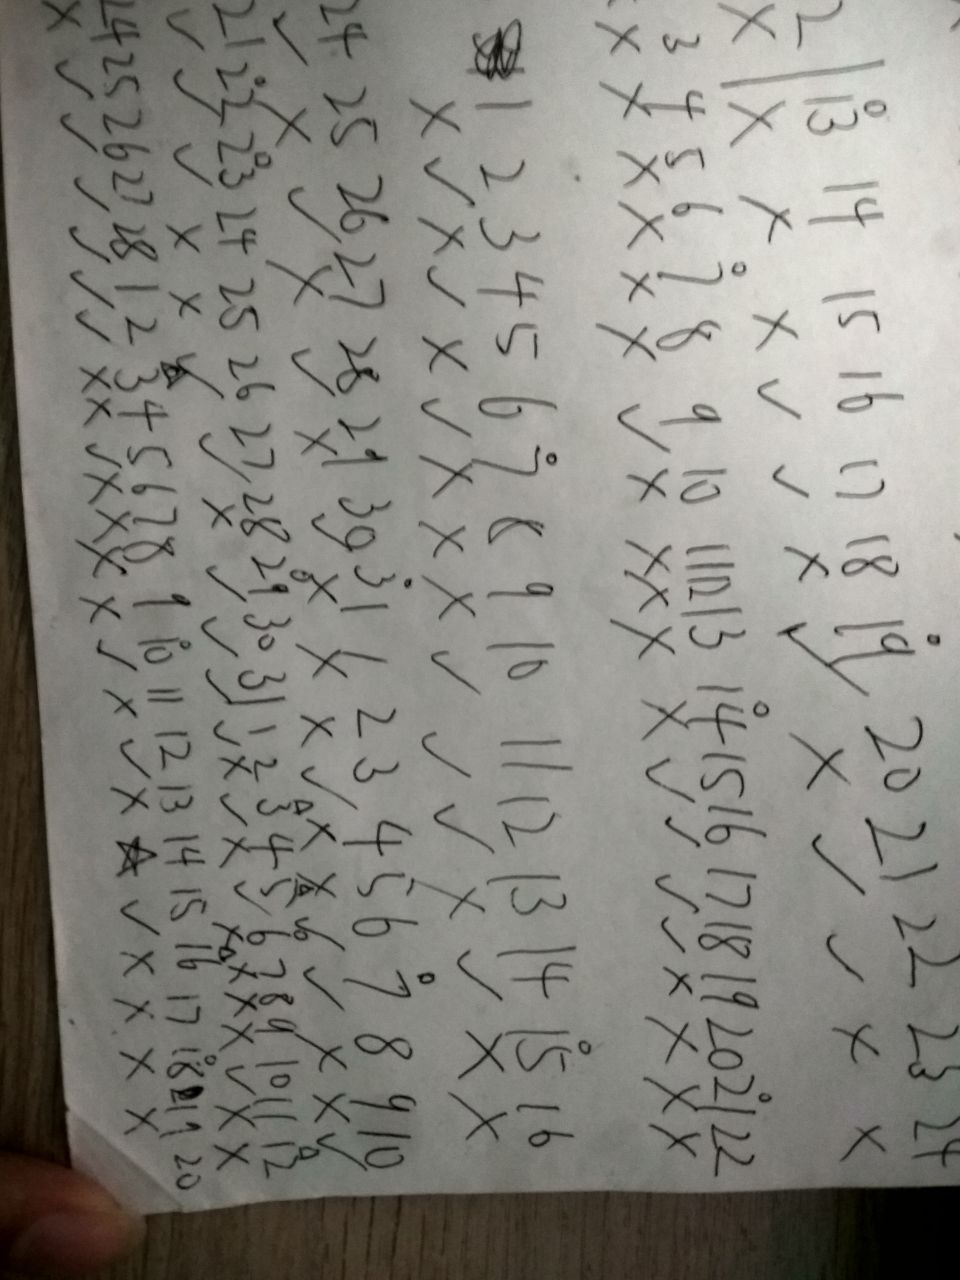 2 | 13 14 15 16 17 18 19 20 21 22 23 24
X X X X ✓ ✓ X ✓ X ✓ ✓ X X
3 4 5 6 7 8 9 10 11 12 13 14 15 16 17 18 19 20 21 22
X X X X X X ✓ X X X X X ✓ ✓ ✓ ✓ X X X X
1 2 3 4 5 6 7 8 9 10 11 12 13 14 15 16
X ✓ X ✓ X ✓ X X X ✓ ✓ ✓ X ✓ X X
24 25 26 27 28 29 30 31 1 2 3 4 5 6 7 8 9 10
✓ X ✓ X ✓ X ✓ X X X ✓ X X ✓ ✓ X X ✓
21 22 23 24 25 26 27 28 29 30 31 1 2 3 4 5 6 7 8 9 10 11 12
✓ ✓ ✓ X X ✓ ✓ X ✓ ✓ ✓ ✓ X ✓ X ✓ X X X X ✓ X X
24 25 26 27 28 1 2 3 4 5 6 7 8 9 10 11 12 13 14 15 16 17 18 19 20
X ✓ ✓ ✓ ✓ ✓ ✓ X X ✓ X X X X ✓ X ✓ X ☆ ✓ X X X X